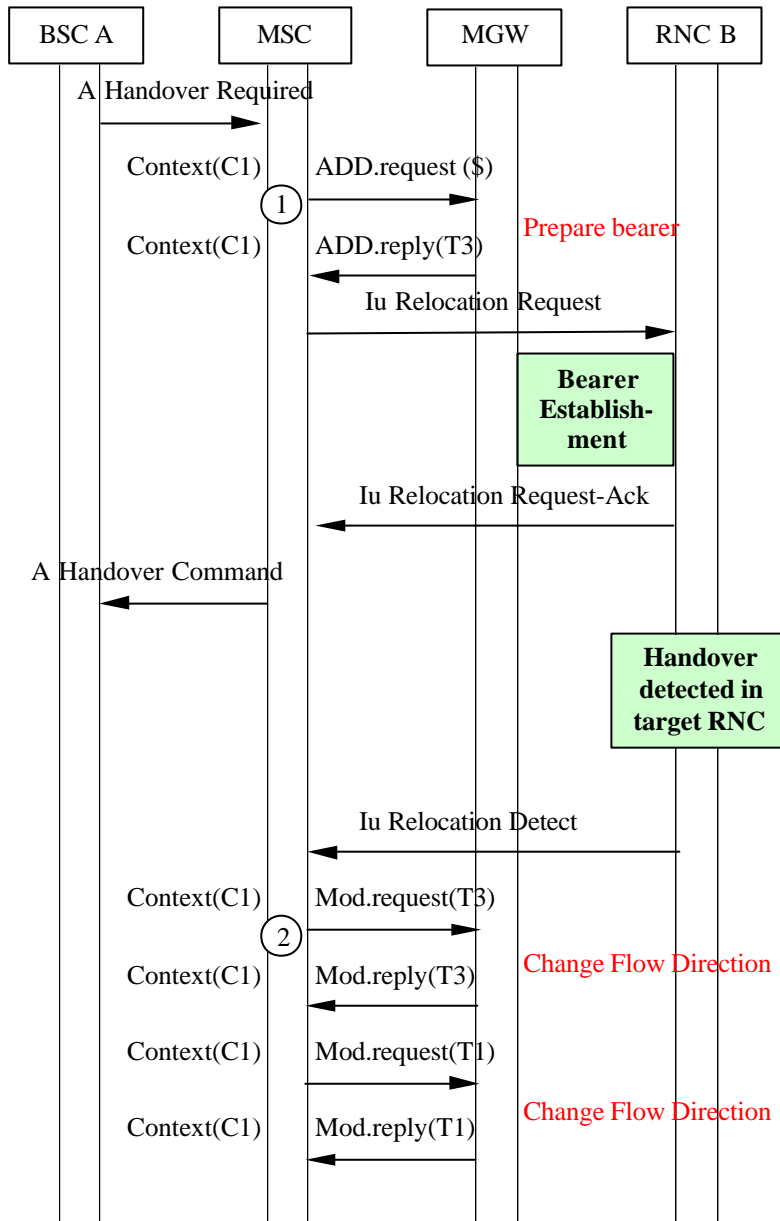 BSC A
MSC
MGW
RNC B
A Handover Required
Context(C1)
ADD.request ($)
1
Prepare bearer
Context(C1)
ADD.reply(T3)
Iu Relocation Request
Bearer
Establish-
ment
Iu Relocation Request-Ack
A Handover Command
Handover
detected in
target RNC
Iu Relocation Detect
Context(C1)
Mod.request(T3)
2
Change Flow Direction
Context(C1)
Mod.reply(T3)
Context(C1)
Mod.request(T1)
Change Flow Direction
Context(C1)
Mod.reply(T1)